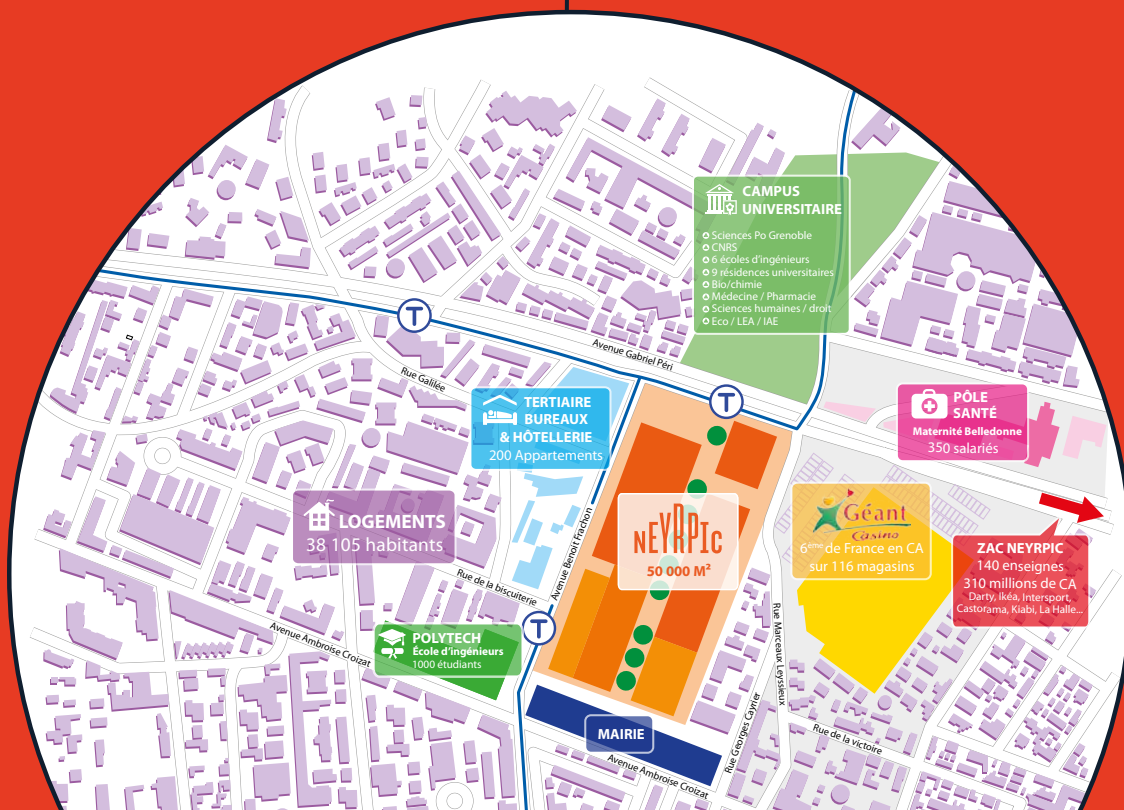 CAMPUS
UNIVERSITAIRE
Sciences Po Grenoble
CNRS
6 écoles d'ingénieurs
9 résidences universitaires
Bio/chimie
Médecine / Pharmacie
Sciences humaines / droit
Eco / LEA / IAE
T
Avenue Gabriel Péri
Rue Galilée
T
TERTIAIRE
BUREAUX
& HÔTELLERIE
200 Appartements
PÔLE
SANTÉ
Maternité Belledonne
350 salariés
LOGEMENTS
38 105 habitants
NEYRPIC
50 000 M²
Géant
Casino
6ème de France en CA
sur 116 magasins
ZAC NEYRPIC
140 enseignes
310 millions de CA
Darty, Ikéa, Intersport,
Castorama, Kiabi, La Halle...
Avenue Benoit Frachon
Rue de la biscuiterie
T
Avenue Ambroise Croizat
POLYTECH
École d'ingénieurs
1000 étudiants
Rue Marceaux Leyssieux
Rue Georges Cavrier
Rue de la victoire
MAIRIE
Avenue Ambroise Croizat